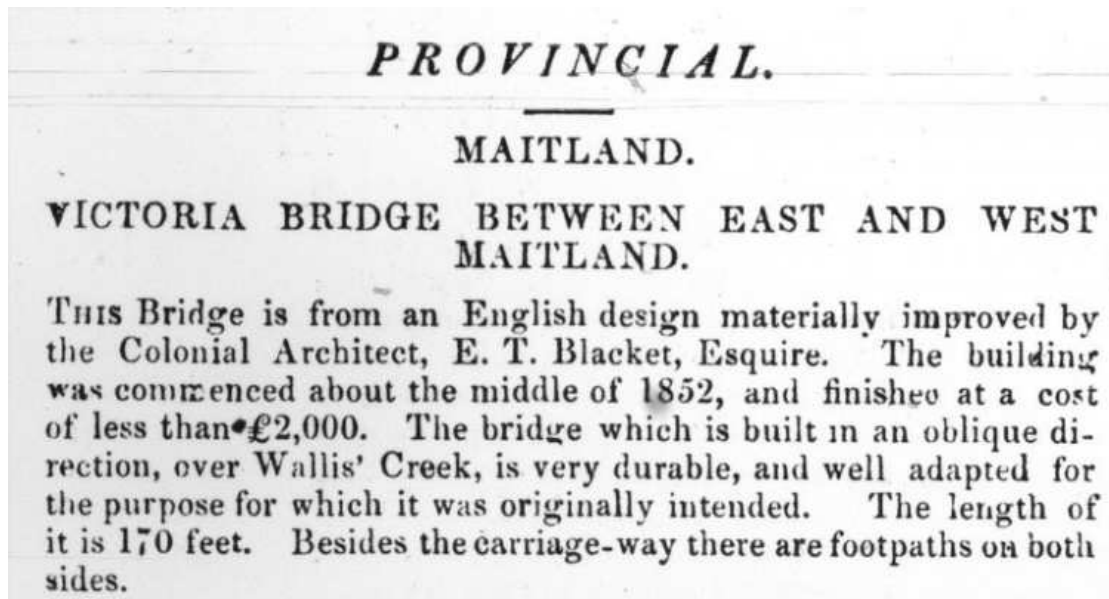 PROVINCIAL.
MAITLAND.
VICTORIA BRIDGE BETWEEN EAST AND WEST
MAITLAND.
THIS Bridge is from an English design materially improved by
the Colonial Architect, E. T. Blacket, Esquire. The building
was commenced about the middle of 1852, and finished at a cost
of less than £2,000. The bridge which is built in an oblique di-
rection, over Wallis' Creek, is very durable, and well adapted for
the purpose for which it was originally intended. The length of
it is 170 feet. Besides the carriage-way there are footpaths on both
sides.